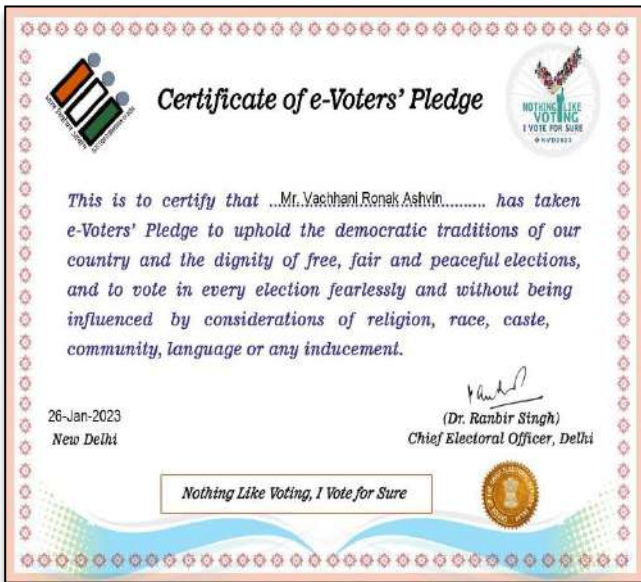 Certificate of e-Voters' Pledge
NOTHING LIKE
VOTING
I VOTE FOR SURE
This is to certify that ...Mr. Vachhani Ronak Ashvin......... has taken
e-Voters' Pledge to uphold the democratic traditions of our
country and the dignity of free, fair and peaceful elections,
and to vote in every election fearlessly and without being
influenced by considerations of religion, race, caste,
community, language or any inducement.
26-Jan-2023
New Delhi
(Dr. Ranbir Singh)
Chief Electoral Officer, Delhi
Nothing Like Voting, I Vote for Sure